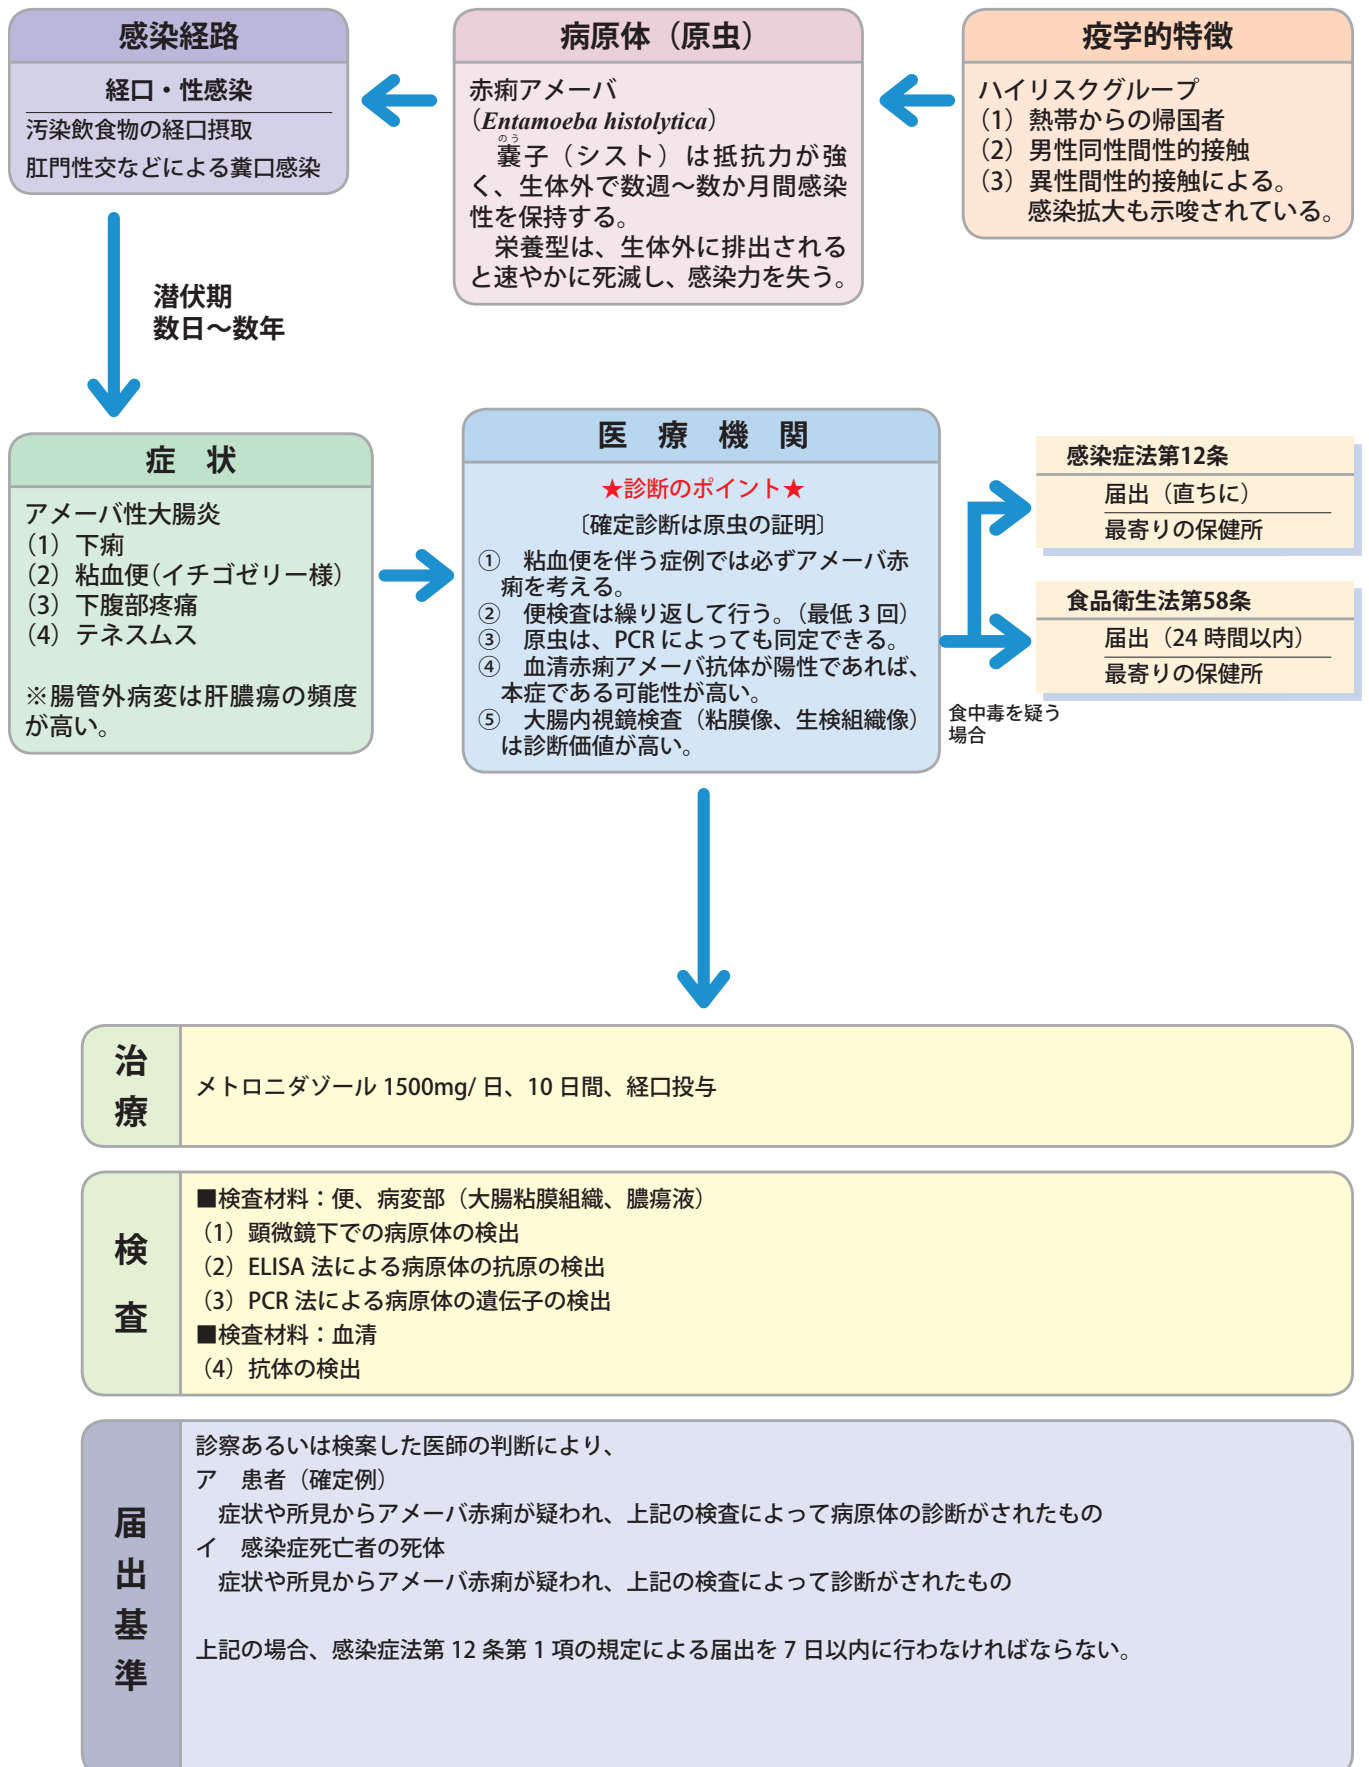 感染経路
経口・性感染
汚染飲食物の経口摂取
肛門性交などによる糞口感染
病原体（原虫）
赤痢アメーバ
（Entamoeba histolytica）
のう
囊子（シスト）は抵抗力が強
く、生体外で数週～数か月間感染
性を保持する。
栄養型は、生体外に排出される
と速やかに死滅し、感染力を失う。
疫学的特徴
ハイリスクグループ
（1）熱帯からの帰国者
（2）男性同性間性的接触
（3）異性間性的接触による。
感染拡大も示唆されている。
潜伏期
数日～数年
症　状
アメーバ性大腸炎
（1）下痢
（2）粘血便（イチゴゼリー様）
（3）下腹部疼痛
（4）テネスムス
※腸管外病変は肝膿瘍の頻度
が高い。
医　療　機　関
★診断のポイント★
〔確定診断は原虫の証明〕
①　粘血便を伴う症例では必ずアメーバ赤
痢を考える。
②　便検査は繰り返して行う。（最低 3 回）
③　原虫は、PCR によっても同定できる。
④　血清赤痢アメーバ抗体が陽性であれば、
本症である可能性が高い。
⑤　大腸内視鏡検査（粘膜像、生検組織像）
は診断価値が高い。
感染症法第12条
届出（直ちに）
最寄りの保健所
食品衛生法第58条
届出（24 時間以内）
最寄りの保健所
食中毒を疑う
場合
治療
メトロニダゾール 1500mg/ 日、10 日間、経口投与
検査
■検査材料：便、病変部（大腸粘膜組織、膿瘍液）
（1）顕微鏡下での病原体の検出
（2）ELISA 法による病原体の抗原の検出
（3）PCR 法による病原体の遺伝子の検出
■検査材料：血清
（4）抗体の検出
届出基準
診察あるいは検案した医師の判断により、
ア　患者（確定例）
症状や所見からアメーバ赤痢が疑われ、上記の検査によって病原体の診断がされたもの
イ　感染症死亡者の死体
症状や所見からアメーバ赤痢が疑われ、上記の検査によって診断がされたもの
上記の場合、感染症法第 12 条第 1 項の規定による届出を 7 日以内に行わなければならない。